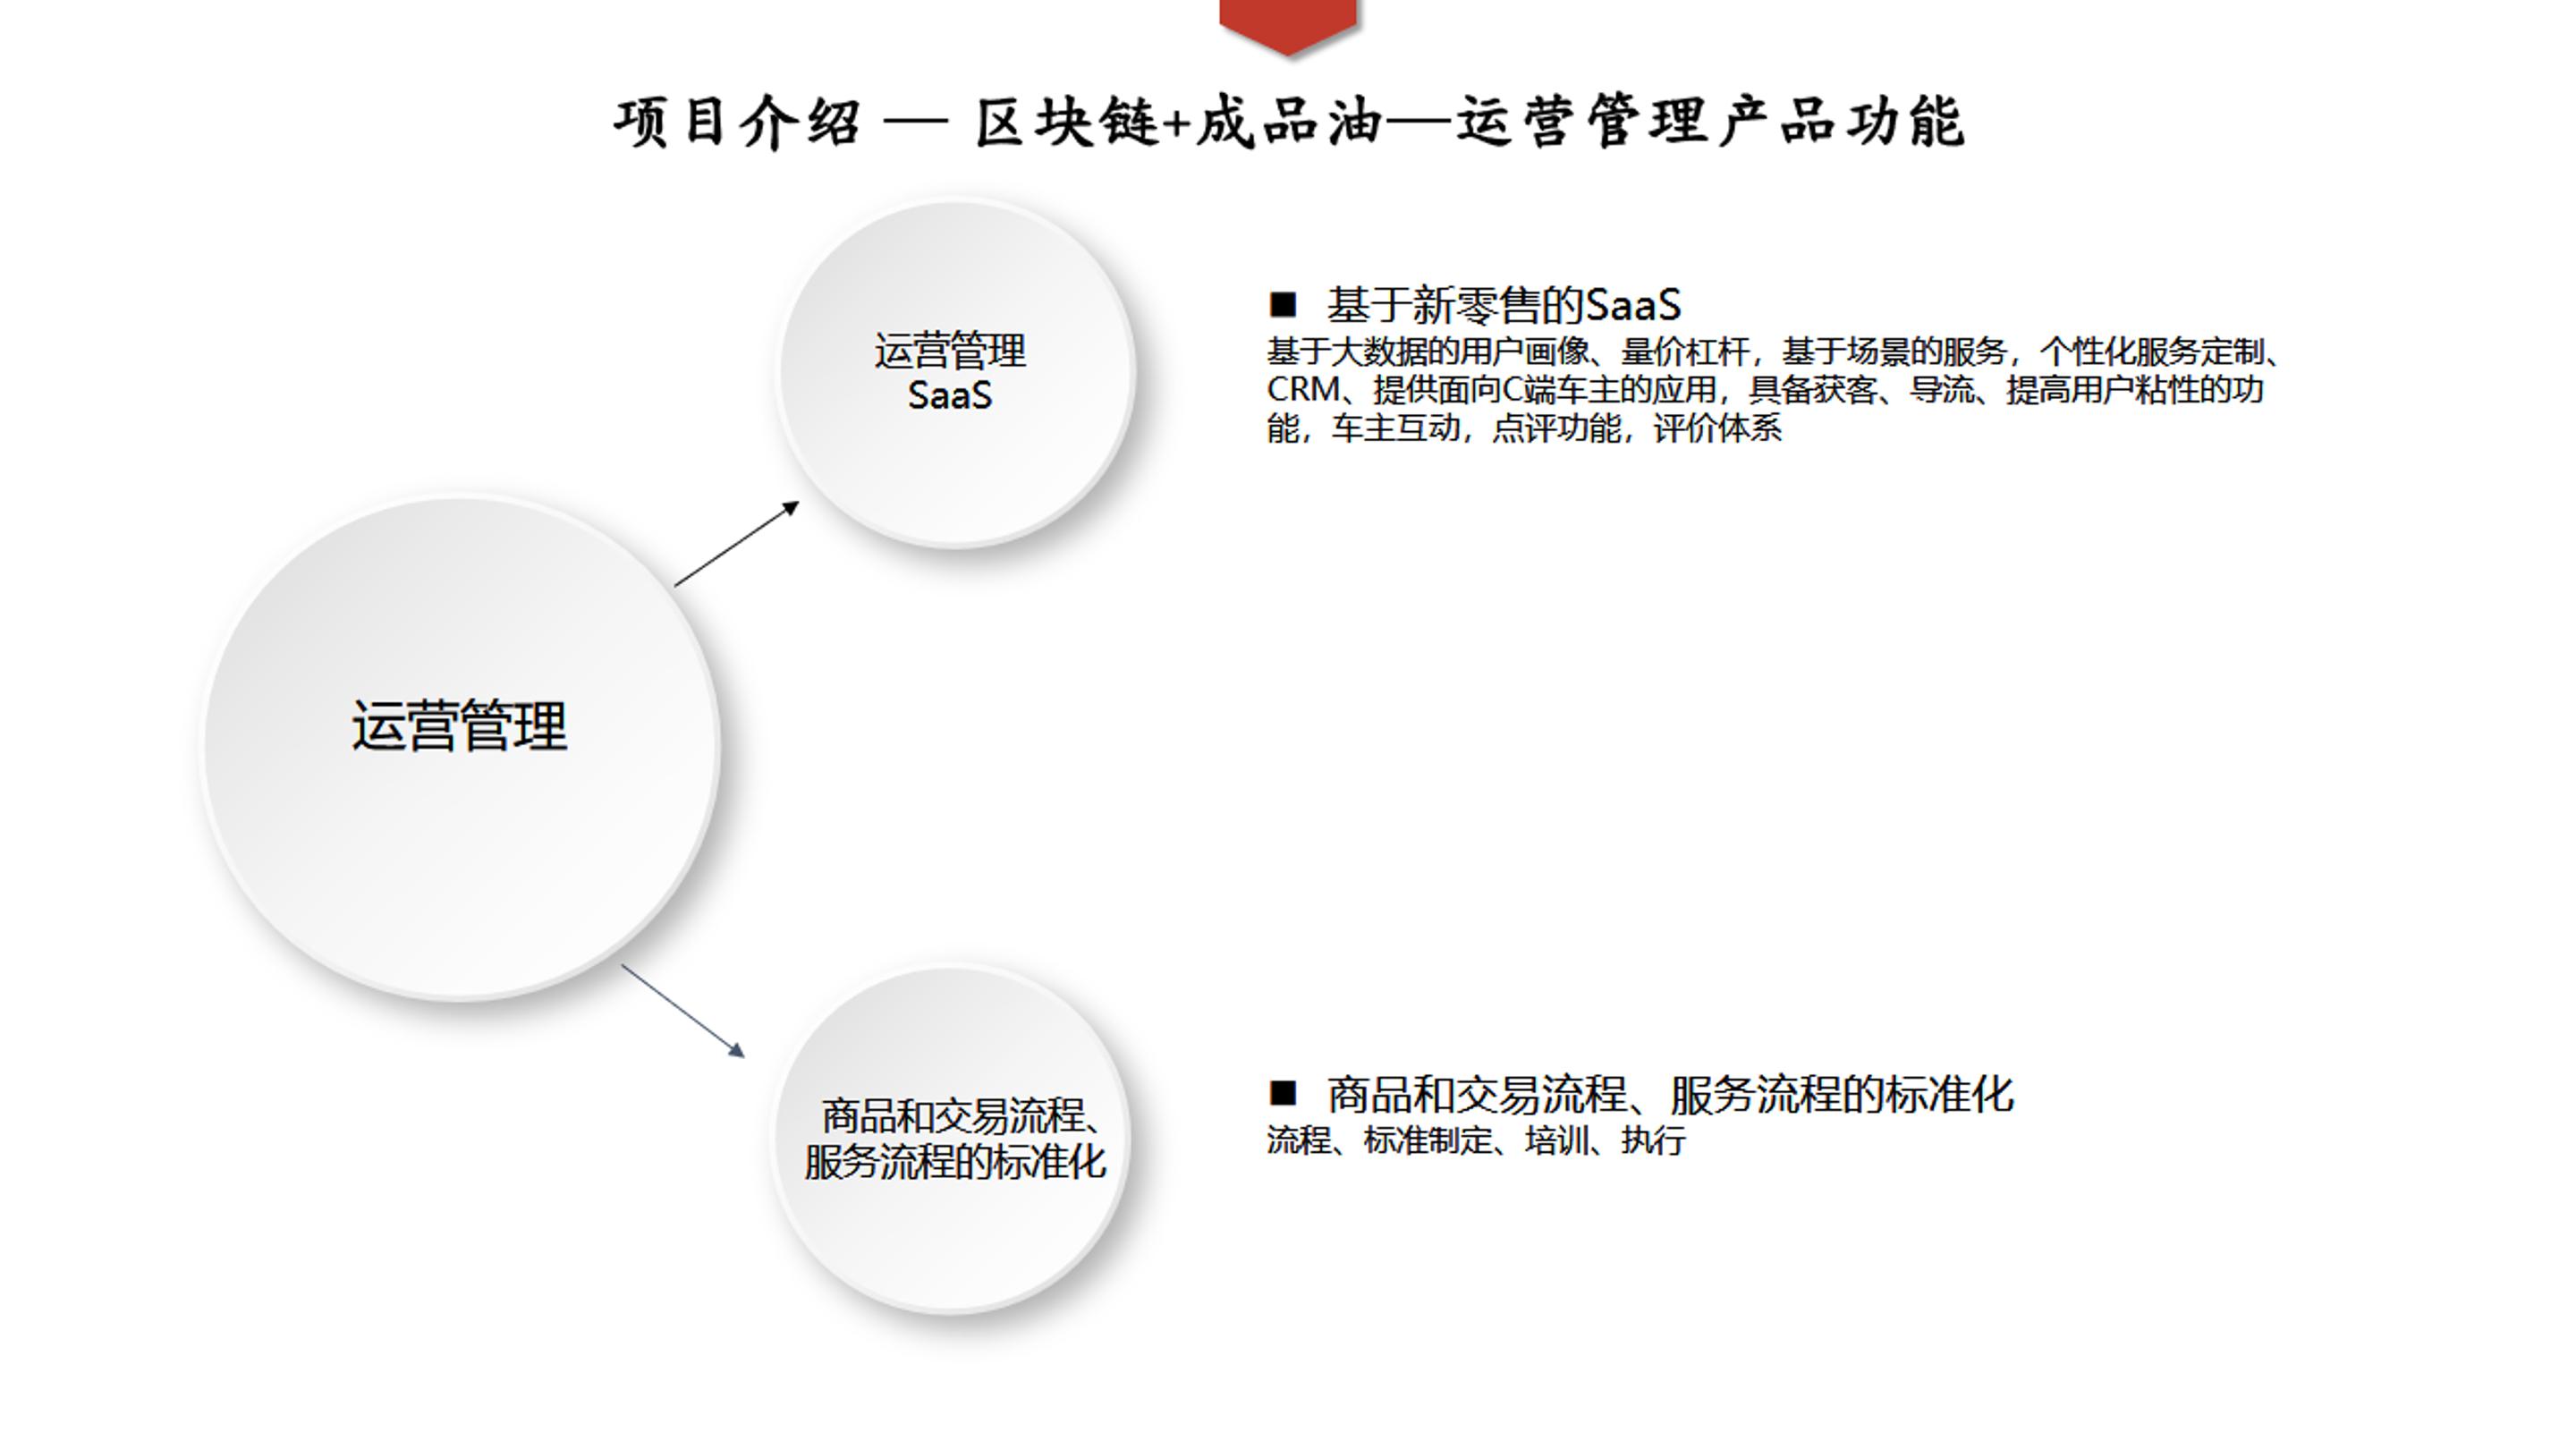 项目介绍 — 区块链+成品油—运营管理产品功能
运营管理
SaaS
■ 基于新零售的SaaS
基于大数据的用户画像、量价杠杆，基于场景的服务，个性化服务定制、
CRM、提供面向C端车主的应用，具备获客、导流、提高用户粘性的功
能，车主互动，点评功能，评价体系
运营管理
商品和交易流程、
服务流程的标准化
■ 商品和交易流程、服务流程的标准化
流程、标准制定、培训、执行